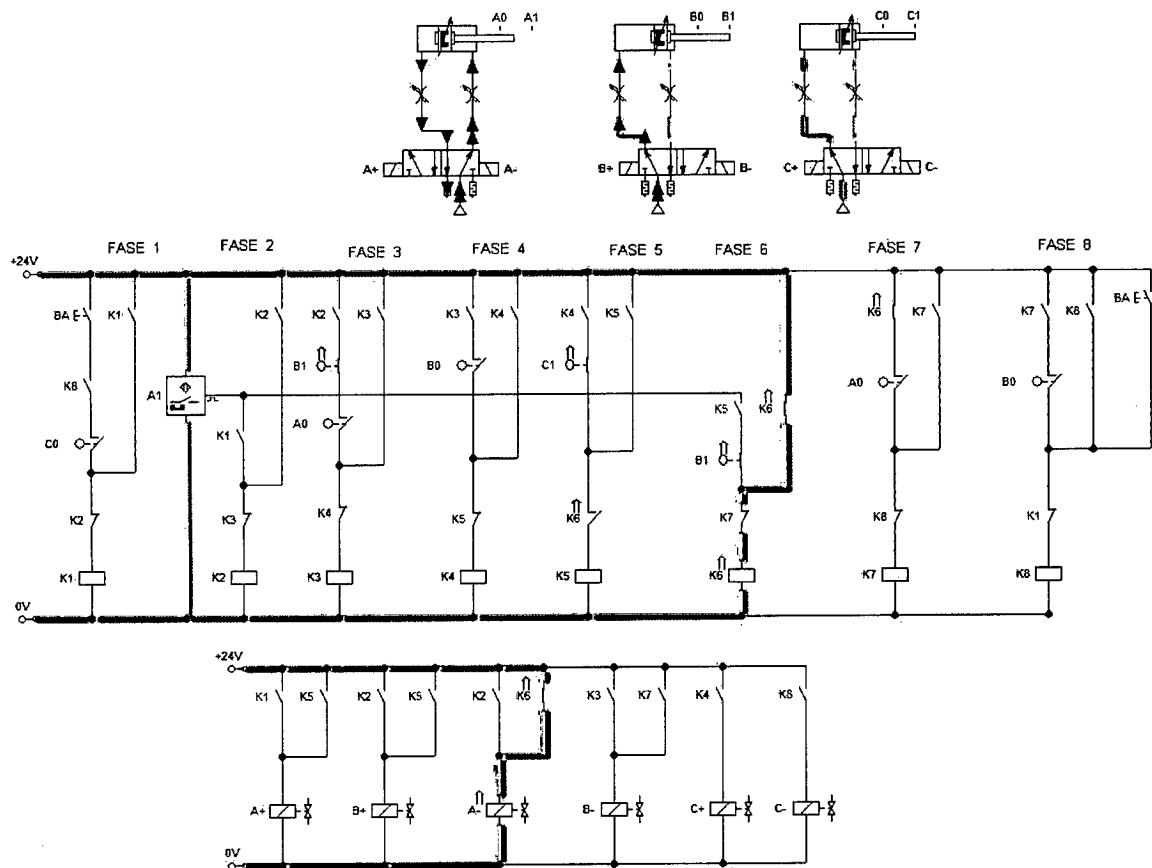 A0 A1 B0 B1 C0 C1
A+ A- B+ B- C+ C-
FASE 1 FASE 2 FASE 3 FASE 4 FASE 5 FASE 6 FASE 7 FASE 8
+24V
BA K1 K2 K2 K3 K3 K4 K4 K5 K6 K7 K7 K8 BA
B1 B0 C1
K8 A1 A0 B0
K5 K6
C0 K1 A0
B1
K2 K3 K4 K5 K6 K7 K8 K1
K1 K2 K3 K4 K5 K6 K7 K8
0V
+24V
K1 K5 K2 K5 K2 K6 K3 K7 K4 K8
A+ B+ A- B- C+ C-
0V